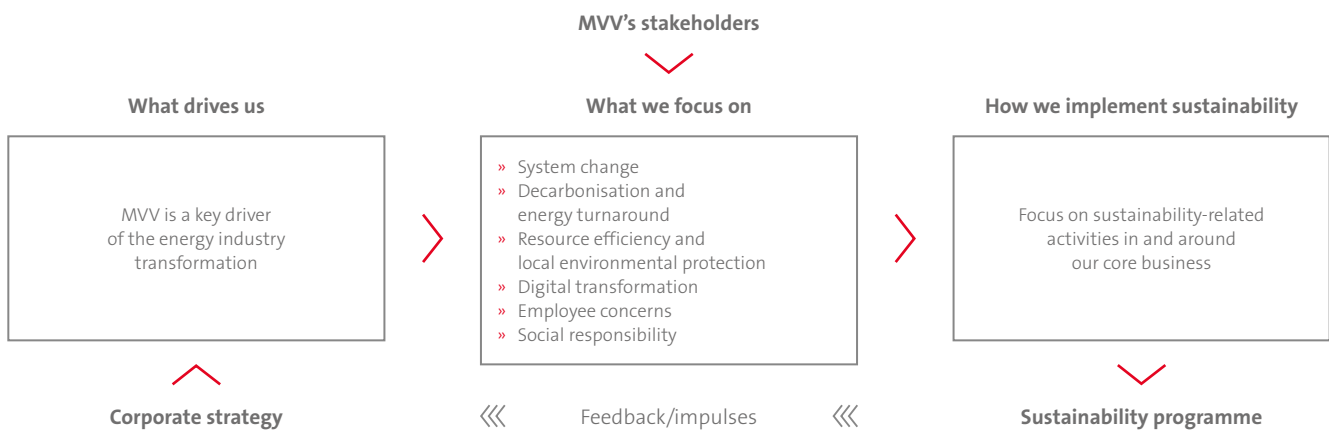 MVV's stakeholders
What drives us
MVV is a key driver
of the energy industry
transformation
Corporate strategy
What we focus on
» System change
» Decarbonisation and
energy turnaround
» Resource efficiency and
local environmental protection
» Digital transformation
» Employee concerns
» Social responsibility
Feedback/impulses
How we implement sustainability
Focus on sustainability-related
activities in and around
our core business
Sustainability programme